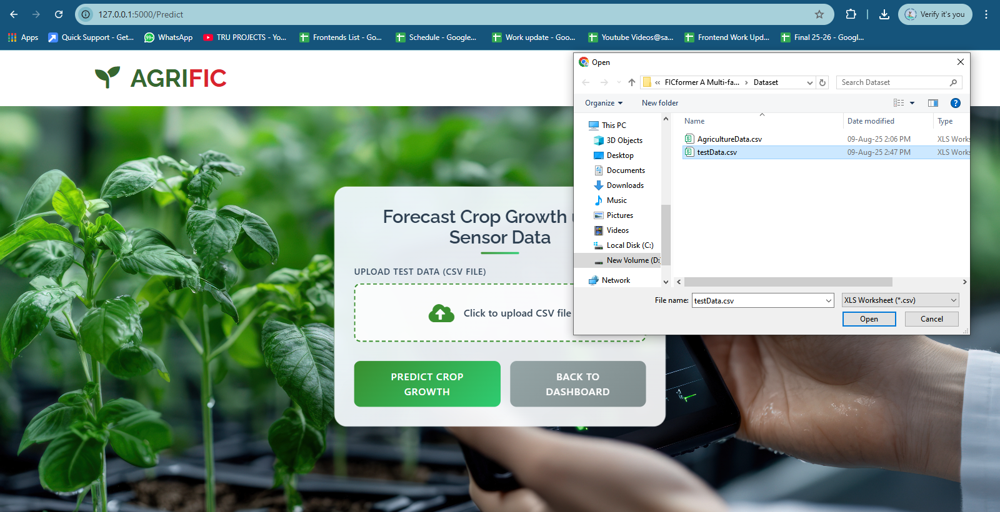 127.0.0.1:5000/Predict
Verify it's you
Apps
Quick Support - Get...
99+
WhatsApp
TRU PROJECTS - Yo...
Frontends List - Go...
Schedule - Google...
Work update - Goo...
Youtube Videos@sa...
Frontend Work Upd...
Final 25-26 - Googl...
AGRIFIC
Open
« FICformer A Multi-fa... › Dataset
Search Dataset
Organize
New folder
?
Name
Date modified
Type
This PC
3D Objects
Desktop
Documents
Downloads
Music
Pictures
Videos
Local Disk (C:)
New Volume (D:
Network
AgricultureData.csv
09-Aug-25 2:06 PM
XLS Works
testData.csv
09-Aug-25 2:47 PM
XLS Works
File name:
testData.csv
XLS Worksheet (*.csv)
Open
Cancel
Forecast Crop Growth
Sensor Data
UPLOAD TEST DATA (CSV FILE)
Click to upload CSV file
PREDICT CROP
GROWTH
BACK TO
DASHBOARD